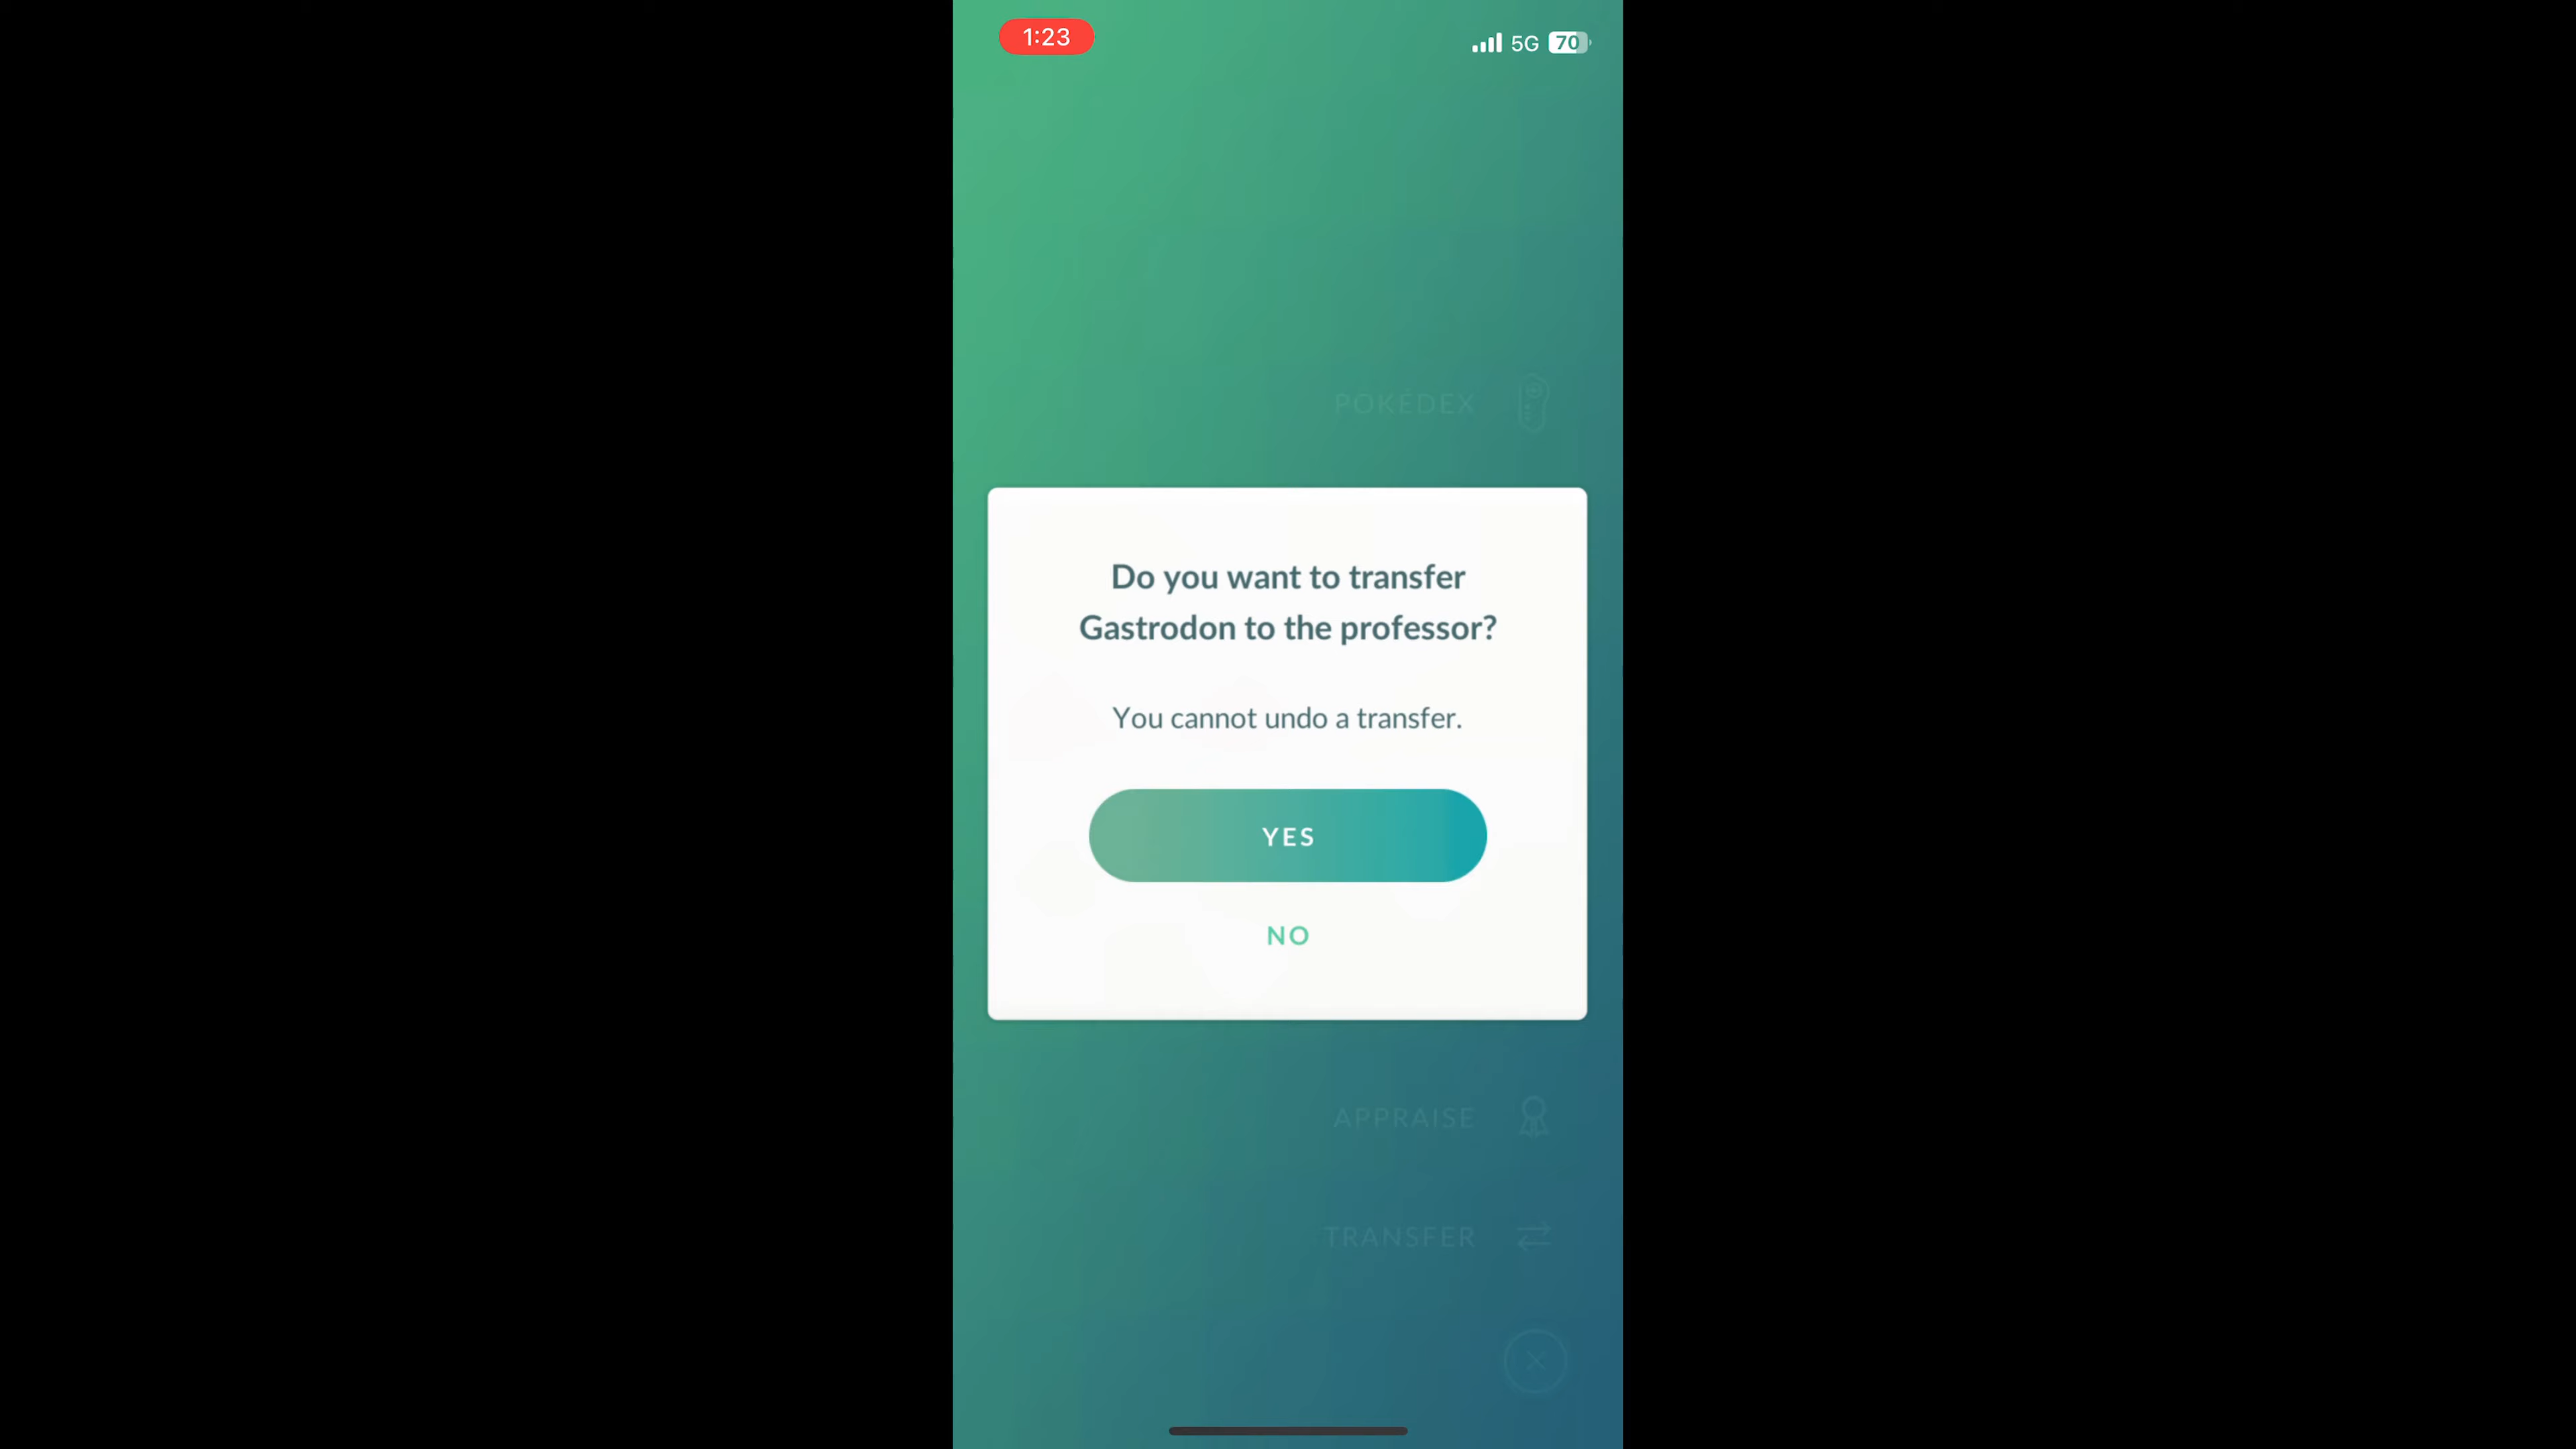 1:23
5G 70
POKÉDEX
Do you want to transfer
Gastrodon to the professor?
You cannot undo a transfer.
YES
NO
APPRAISE
TRANSFER